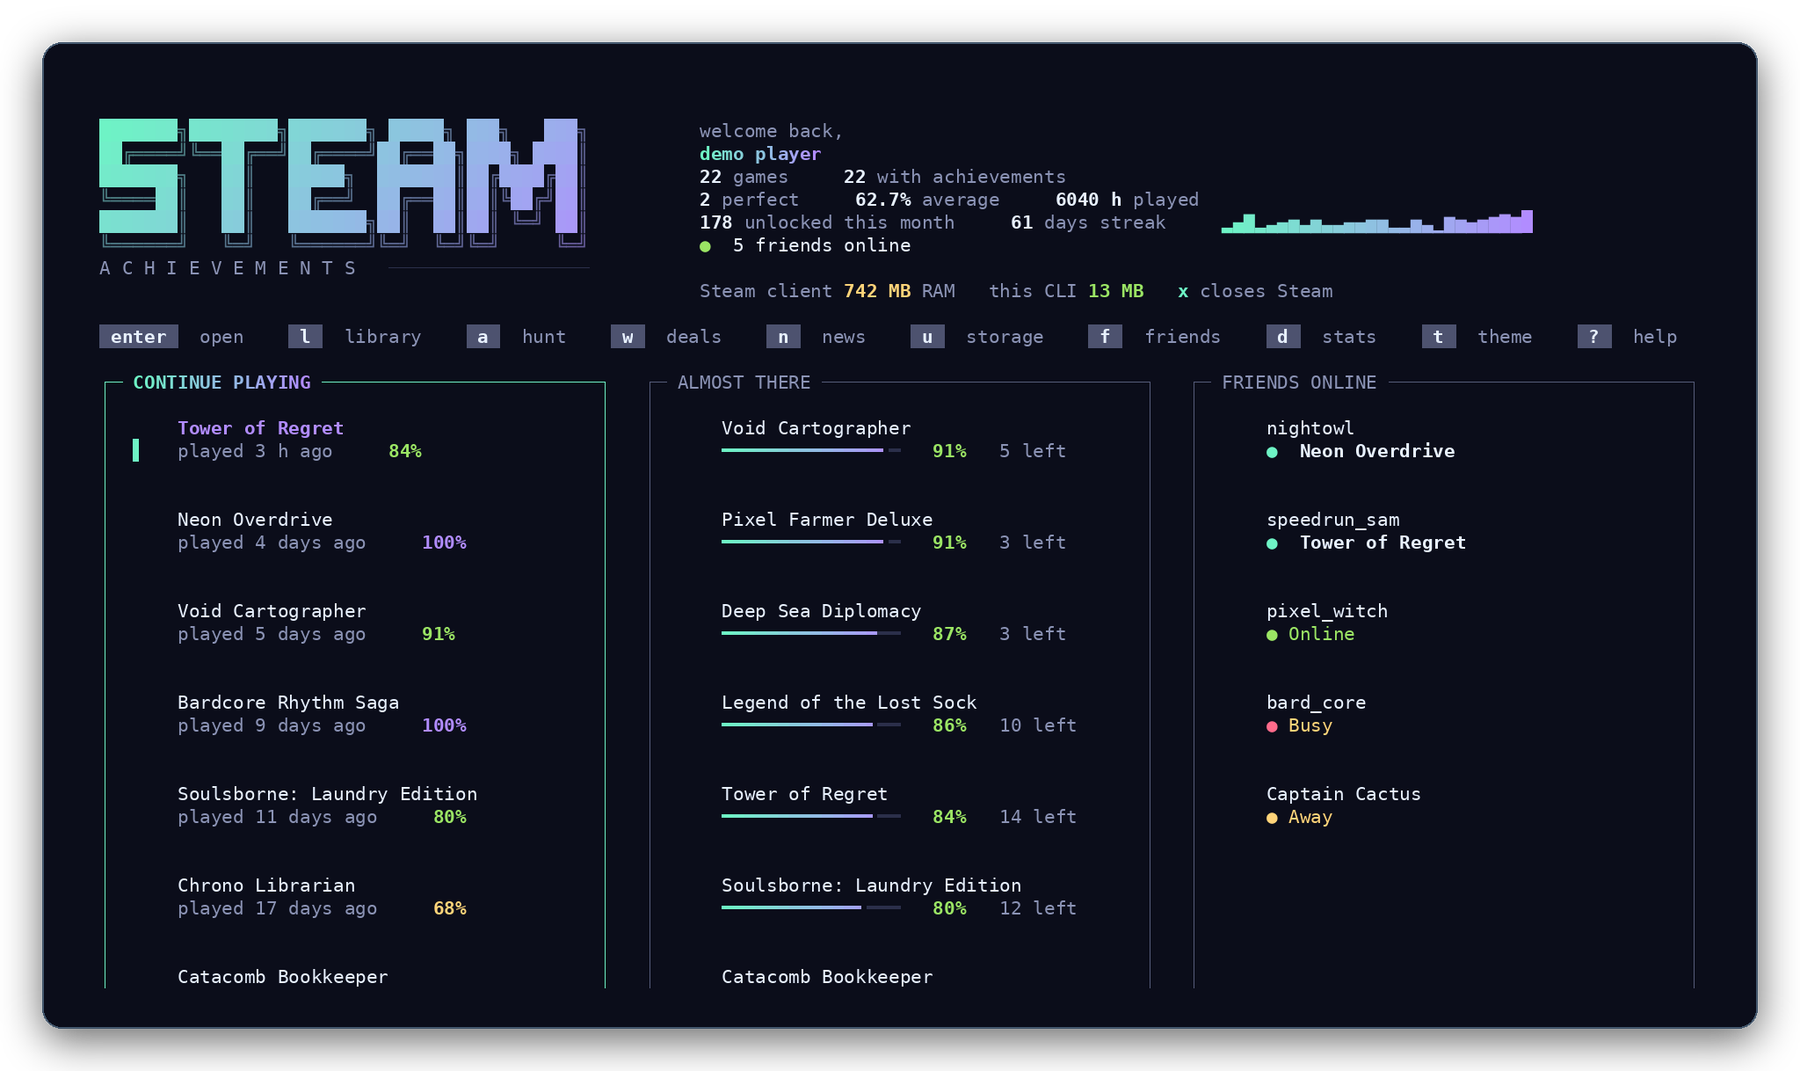 STEAM
ACHIEVEMENTS
welcome back,
demo player
22 games 22 with achievements
2 perfect 62.7% average 6040 h played
178 unlocked this month 61 days streak
5 friends online
Steam client 742 MB RAM this CLI 13 MB x closes Steam
enter open l library a hunt w deals n news u storage f friends d stats t theme ? help
CONTINUE PLAYING
Tower of Regret
played 3 h ago 84%
Neon Overdrive
played 4 days ago 100%
Void Cartographer
played 5 days ago 91%
Bardcore Rhythm Saga
played 9 days ago 100%
Soulsborne: Laundry Edition
played 11 days ago 80%
Chrono Librarian
played 17 days ago 68%
Catacomb Bookkeeper
ALMOST THERE
Void Cartographer
91% 5 left
Pixel Farmer Deluxe
91% 3 left
Deep Sea Diplomacy
87% 3 left
Legend of the Lost Sock
86% 10 left
Tower of Regret
84% 14 left
Soulsborne: Laundry Edition
80% 12 left
Catacomb Bookkeeper
FRIENDS ONLINE
nightowl
Neon Overdrive
speedrun_sam
Tower of Regret
pixel_witch
Online
bard_core
Busy
Captain Cactus
Away